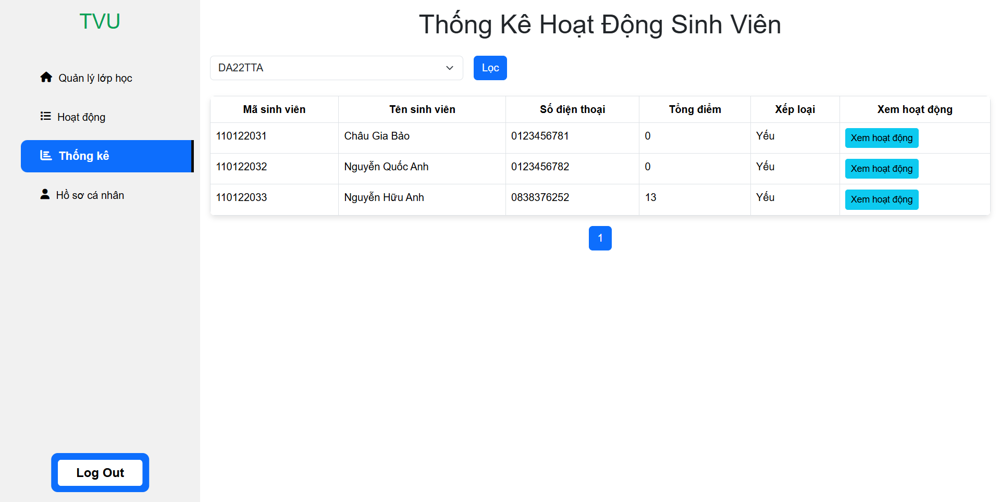 TVU
Quản lý lớp học
Hoạt động
Thống kê
Hồ sơ cá nhân
Log Out
Thống Kê Hoạt Động Sinh Viên
DA22TTA
Lọc
Mã sinh viên Tên sinh viên Số điện thoại Tổng điểm Xếp loại Xem hoạt động
110122031 Châu Gia Bảo 0123456781 0 Yếu Xem hoạt động
110122032 Nguyễn Quốc Anh 0123456782 0 Yếu Xem hoạt động
110122033 Nguyễn Hữu Anh 0838376252 13 Yếu Xem hoạt động
1